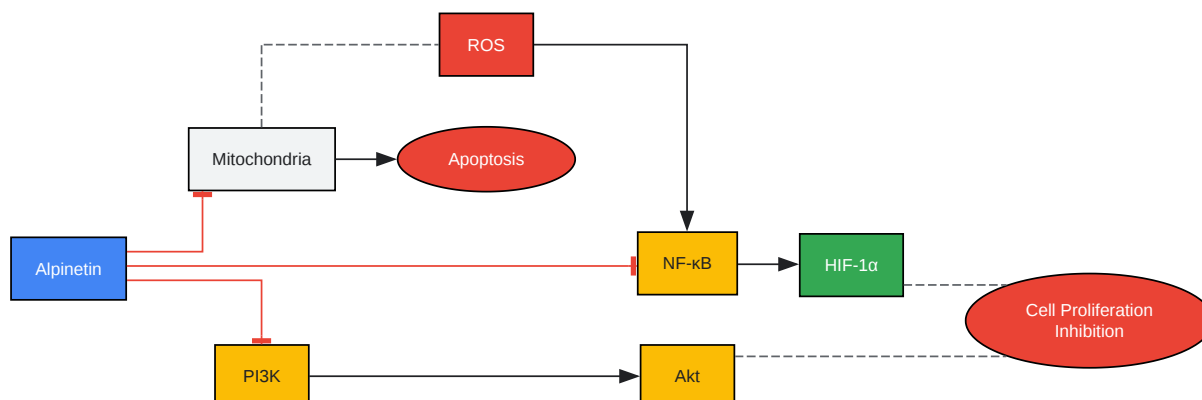 ROS
Mitochondria
Apoptosis
Alpinetin
NF-κB
HIF-1α
Cell Proliferation
Inhibition
PI3K
Akt